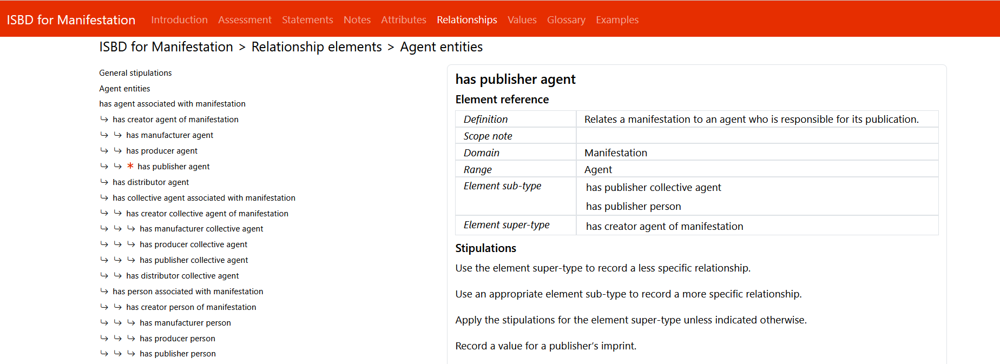 ISBD for Manifestation Introduction Assessment Statements Notes Attributes Relationships Values Glossary Examples
ISBD for Manifestation > Relationship elements > Agent entities
General stipulations
Agent entities
has agent associated with manifestation
↪ has creator agent of manifestation
↪ ↪ has manufacturer agent
↪ ↪ has producer agent
↪ ↪ * has publisher agent
↪ has distributor agent
↪ has collective agent associated with manifestation
↪ ↪ has creator collective agent of manifestation
↪ ↪ ↪ has manufacturer collective agent
↪ ↪ ↪ has producer collective agent
↪ ↪ ↪ has publisher collective agent
↪ ↪ has distributor collective agent
↪ has person associated with manifestation
↪ ↪ has creator person of manifestation
↪ ↪ ↪ has manufacturer person
↪ ↪ ↪ has producer person
↪ ↪ ↪ has publisher person
has publisher agent
Element reference
Definition Relates a manifestation to an agent who is responsible for its publication.
Scope note
Domain Manifestation
Range Agent
Element sub-type has publisher collective agent
has publisher person
Element super-type has creator agent of manifestation
Stipulations
Use the element super-type to record a less specific relationship.
Use an appropriate element sub-type to record a more specific relationship.
Apply the stipulations for the element super-type unless indicated otherwise.
Record a value for a publisher's imprint.